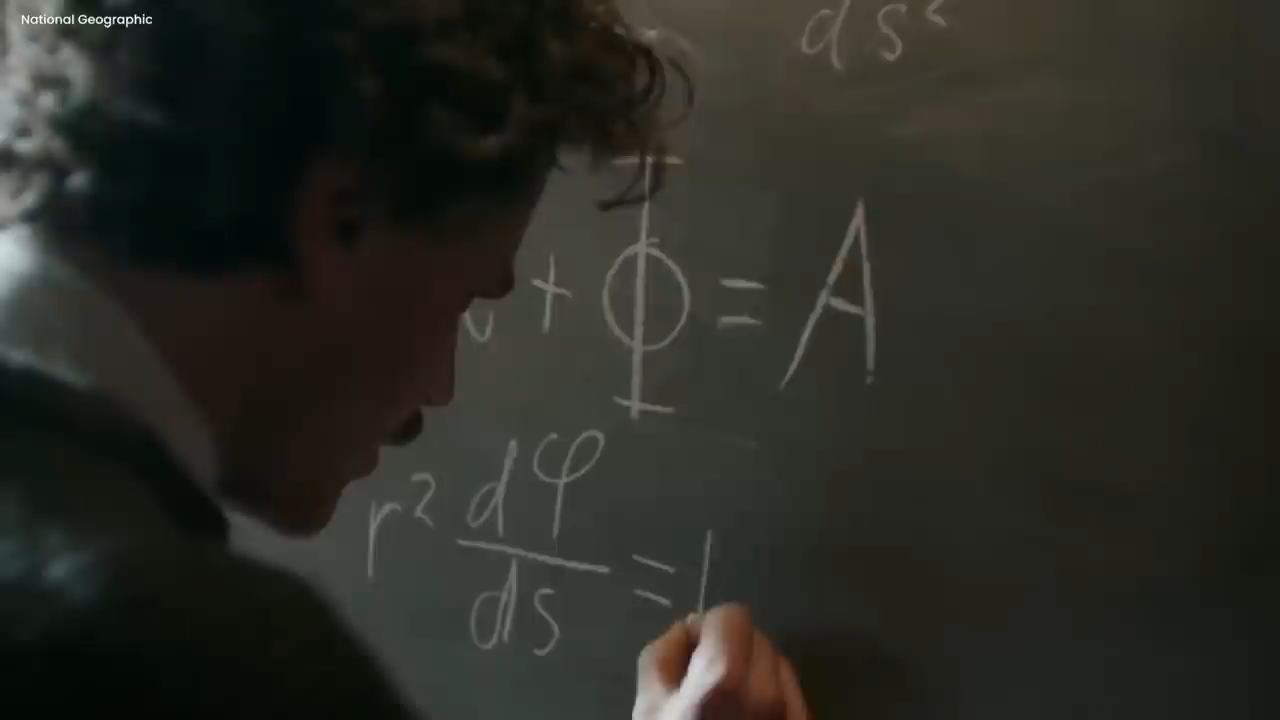 National Geographic
ds²
+ Φ = A
r² dφ/ds =